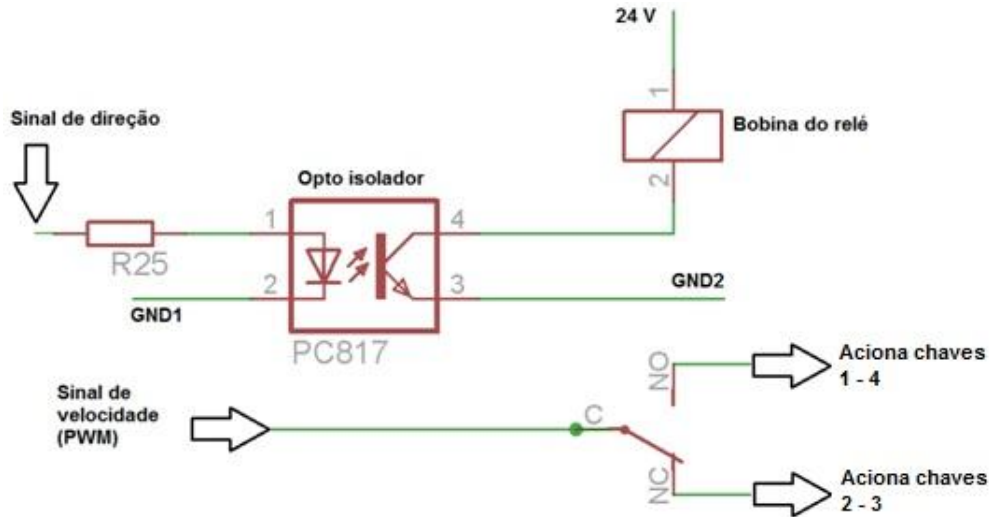 24 V
1
Bobina do relé
2
Sinal de direção
Opto isolador
1
4
R25
2
3
GND1
GND2
PC817
Sinal de
velocidade
(PWM)
C
NO
Aciona chaves
1 - 4
NC
Aciona chaves
2 - 3